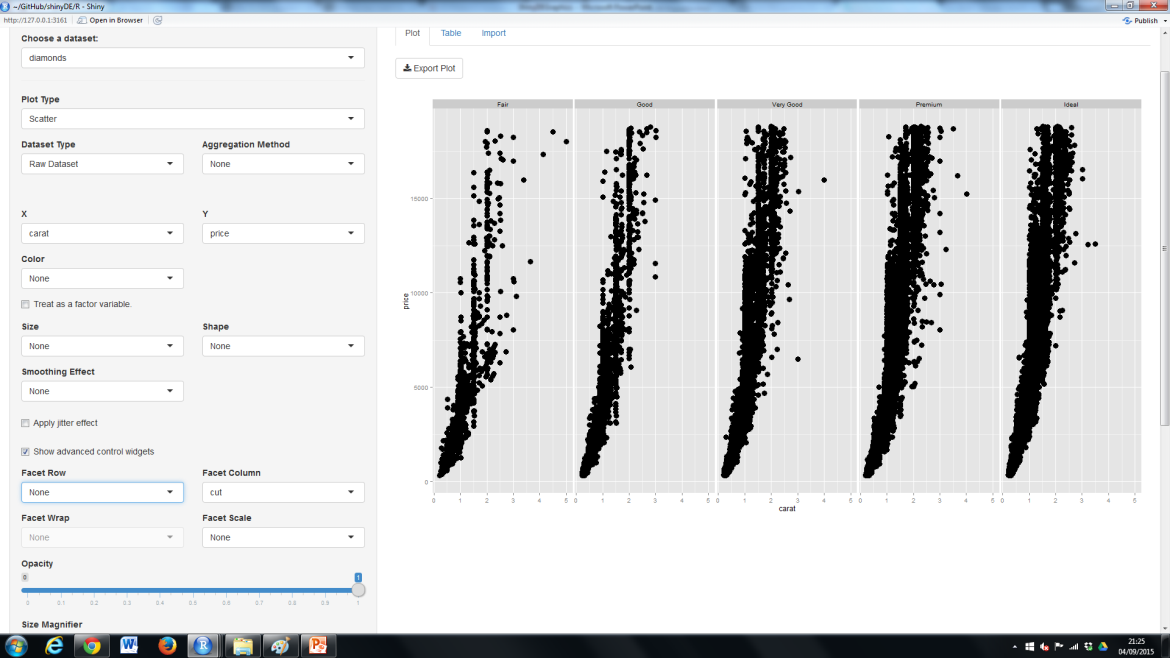 ~/GitHub/shinyDE/R - Shiny
http://127.0.0.1:3161 Open in Browser
Publish
Choose a dataset:
diamonds
Plot Type
Scatter
Dataset Type Aggregation Method
Raw Dataset None
X Y
carat price
Color
None
Treat as a factor variable.
Size Shape
None None
Smoothing Effect
None
Apply jitter effect
Show advanced control widgets
Facet Row Facet Column
None cut
Facet Wrap Facet Scale
None None
Opacity
0 1
0 0.1 0.2 0.3 0.4 0.5 0.6 0.7 0.8 0.9 1
Size Magnifier
Plot Table Import
Export Plot
Fair Good Very Good Premium Ideal
15000
10000
5000
0
price
0 1 2 3 4 5 0 1 2 3 4 5 0 1 2 3 4 5 0 1 2 3 4 5 0 1 2 3 4 5
carat
21:25
04/09/2015